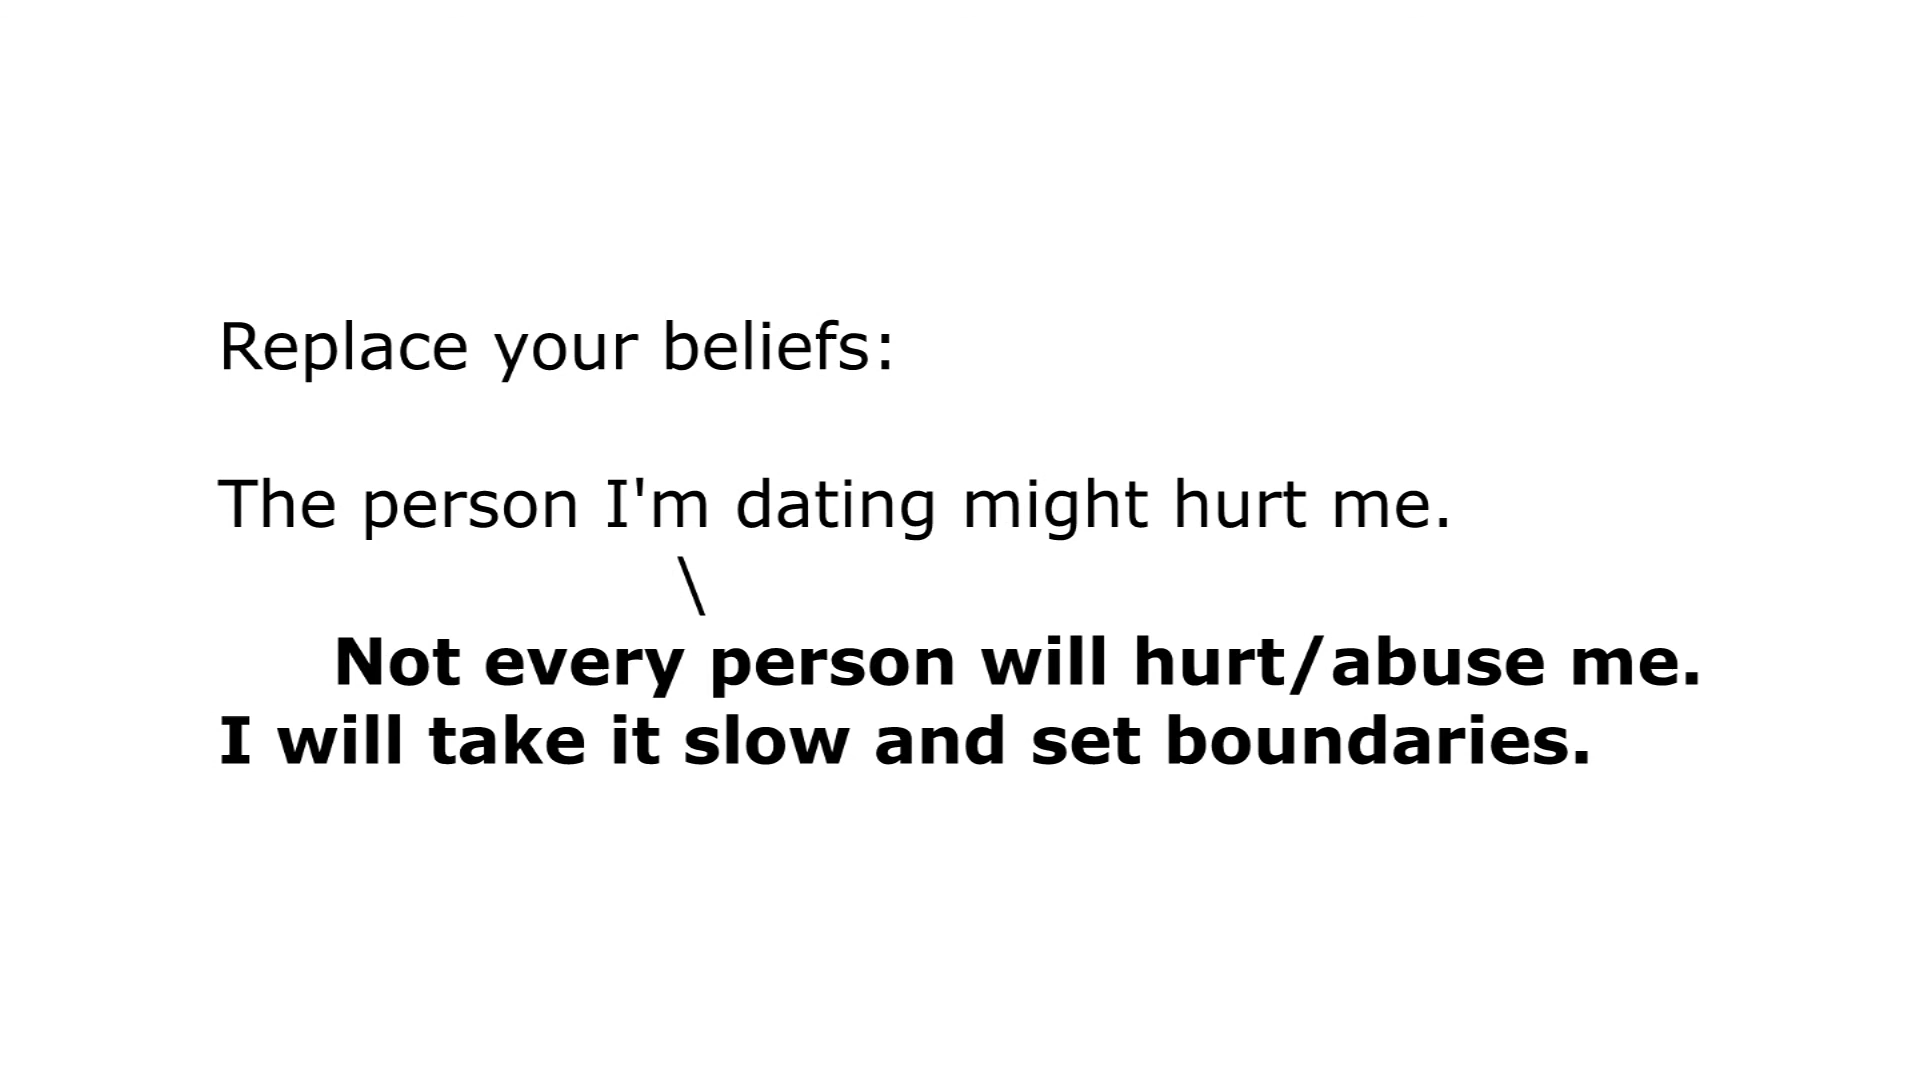 Replace your beliefs:
The person I'm dating might hurt me.
\
Not every person will hurt/abuse me.
I will take it slow and set boundaries.